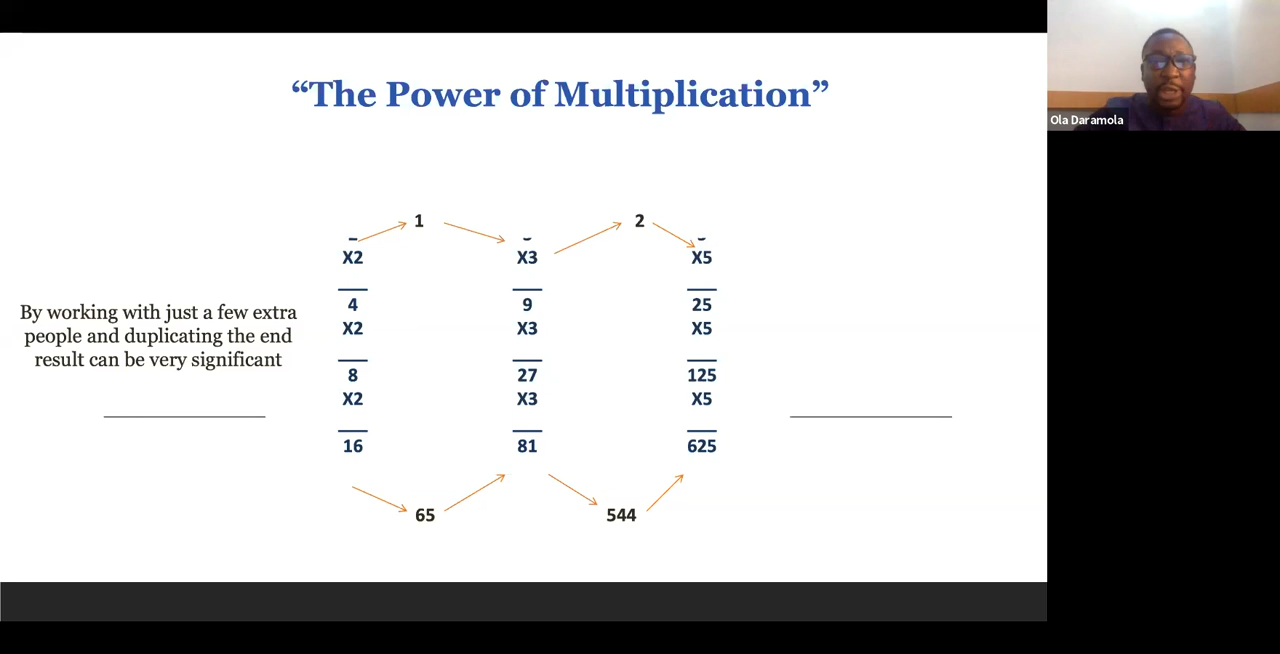 “The Power of Multiplication”
Ola Daramola
1
2
X2
X3
X5
4
9
25
X2
X3
X5
By working with just a few extra
people and duplicating the end
result can be very significant
8
27
125
X2
X3
X5
16
81
625
65
544